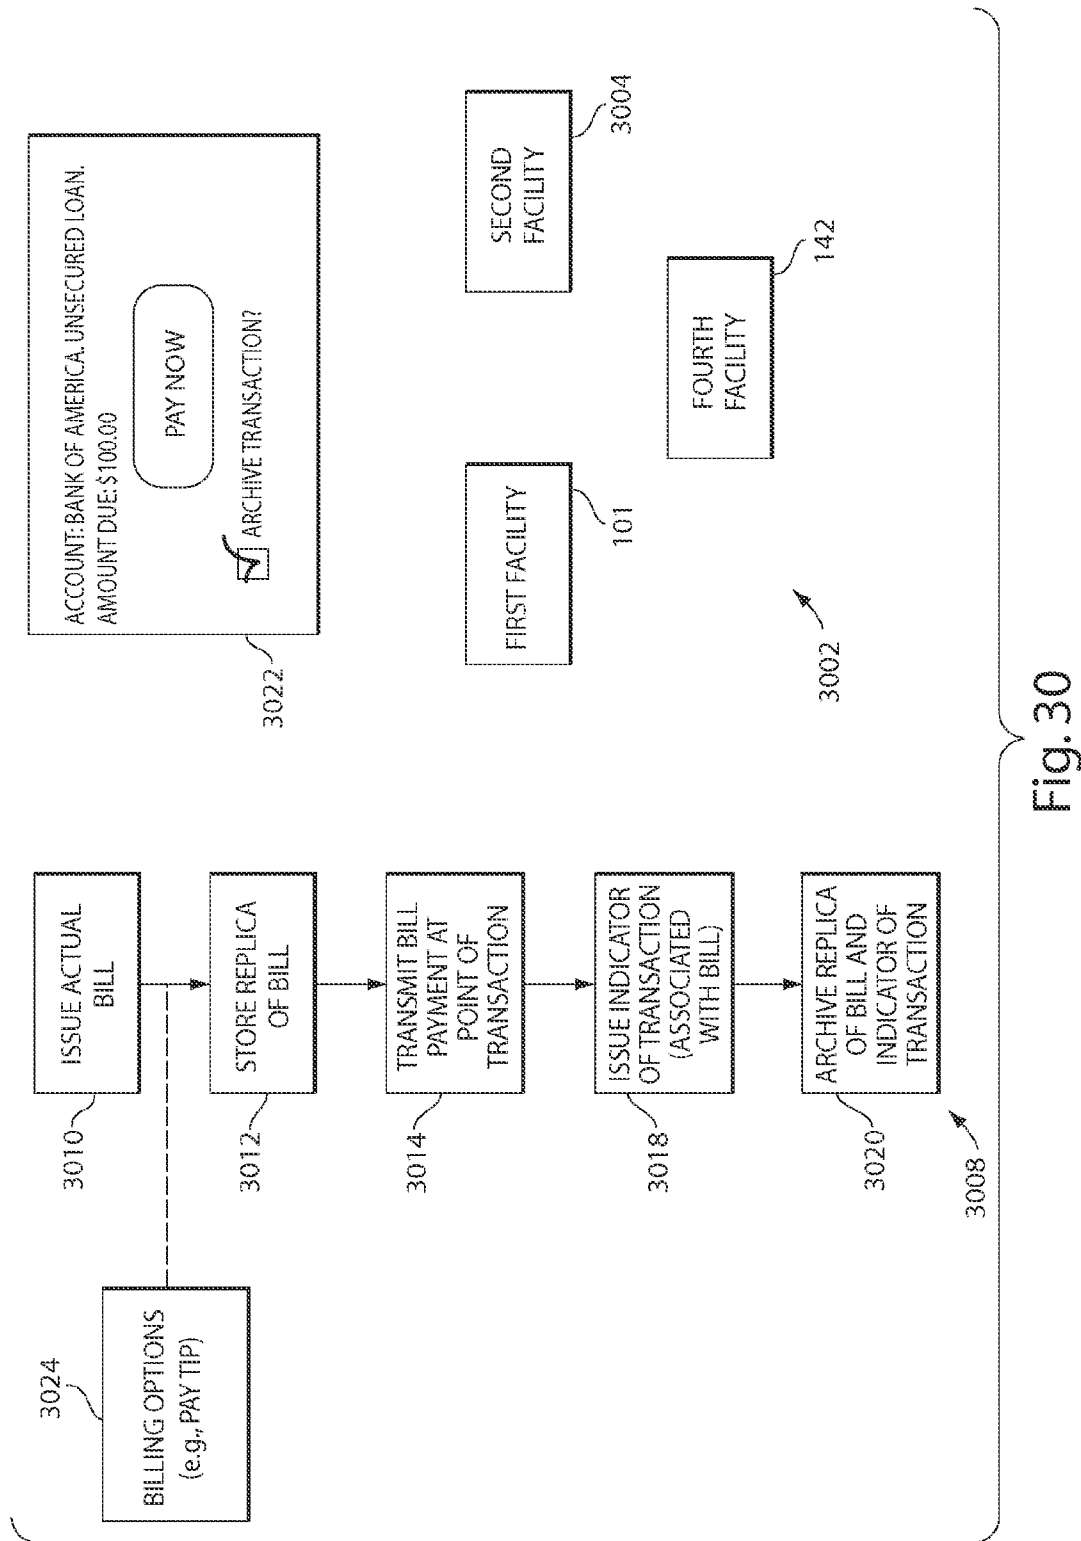 3024
BILLING OPTIONS
(e.g., PAY TIP)
3010
ISSUE ACTUAL
BILL
3012
STORE REPLICA
OF BILL
3014
TRANSMIT BILL
PAYMENT AT
POINT OF
TRANSACTION
3018
ISSUE INDICATOR
OF TRANSACTION
(ASSOCIATED
WITH BILL)
3020
ARCHIVE REPLICA
OF BILL AND
INDICATOR OF
TRANSACTION
3008
3022
ACCOUNT: BANK OF AMERICA. UNSECURED LOAN.
AMOUNT DUE: $100.00
PAY NOW
ARCHIVE TRANSACTION?
FIRST FACILITY
101
SECOND
FACILITY
3004
FOURTH
FACILITY
142
3002
Fig. 30